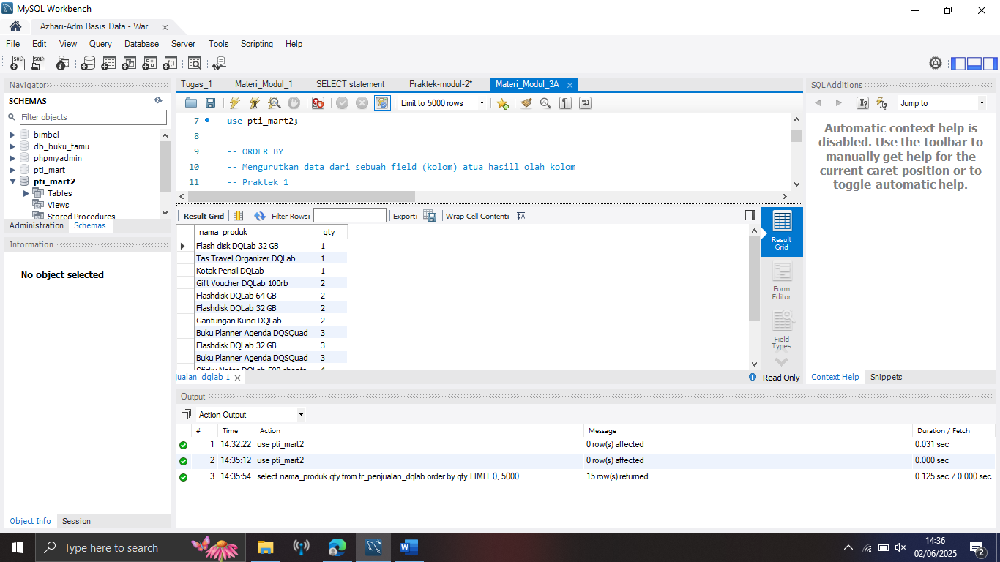 MySQL Workbench
Azhari-Adm Basis Data - War...
File Edit View Query Database Server Tools Scripting Help
Navigator
SCHEMAS
Filter objects
bimbel
db_buku_tamu
phpmyadmin
pti_mart
pti_mart2
Tables
Views
Stored Procedures
Administration Schemas
Information
No object selected
Object Info Session
Tugas_1 Materi_Modul_1 SELECT statement Praktek-modul-2* Materi_Modul_3A
Limit to 5000 rows
7 use pti_mart2;
8
9 -- ORDER BY
10 -- Mengurutkan data dari sebuah field (kolom) atua hasill olah kolom
11 -- Praktek 1
Result Grid Filter Rows: Export: Wrap Cell Content:
nama_produk qty
Flash disk DQLab 32 GB 1
Tas Travel Organizer DQLab 1
Kotak Pensil DQLab 1
Gift Voucher DQLab 100rb 2
Flashdisk DQLab 64 GB 2
Flashdisk DQLab 32 GB 2
Gantungan Kunci DQLab 2
Buku Planner Agenda DQSQuad 3
Flashdisk DQLab 32 GB 3
Buku Planner Agenda DQSQuad 3
Sticky Notes DQLab 500 sheets 4
Result Grid
Form Editor
Field Types
jualan_dqlab 1 Read Only
Output
Action Output
# Time Action Message Duration / Fetch
1 14:32:22 use pti_mart2 0 row(s) affected 0.031 sec
2 14:35:12 use pti_mart2 0 row(s) affected 0.000 sec
3 14:35:54 select nama_produk,qty from tr_penjualan_dqlab order by qty LIMIT 0, 5000 15 row(s) returned 0.125 sec / 0.000 sec
SQLAdditions
Jump to
Automatic context help is
disabled. Use the toolbar to
manually get help for the
current caret position or to
toggle automatic help.
Context Help Snippets
Type here to search
14:36
02/06/2025
2